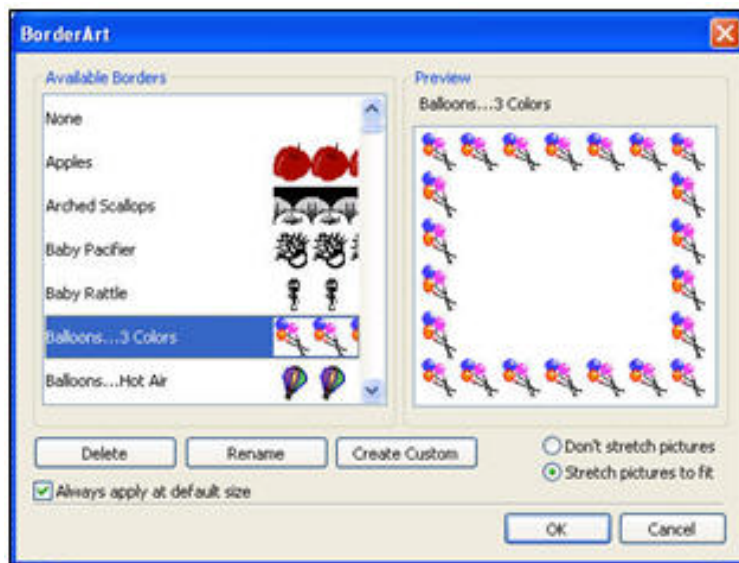 BorderArt
Available Borders
None
Apples
Arched Scallops
Baby Pacifier
Baby Rattle
Balloons...3 Colors
Balloons...Hot Air
Preview
Balloons...3 Colors
Delete
Rename
Create Custom
Don't stretch pictures
Stretch pictures to fit
Always apply at default size
OK
Cancel